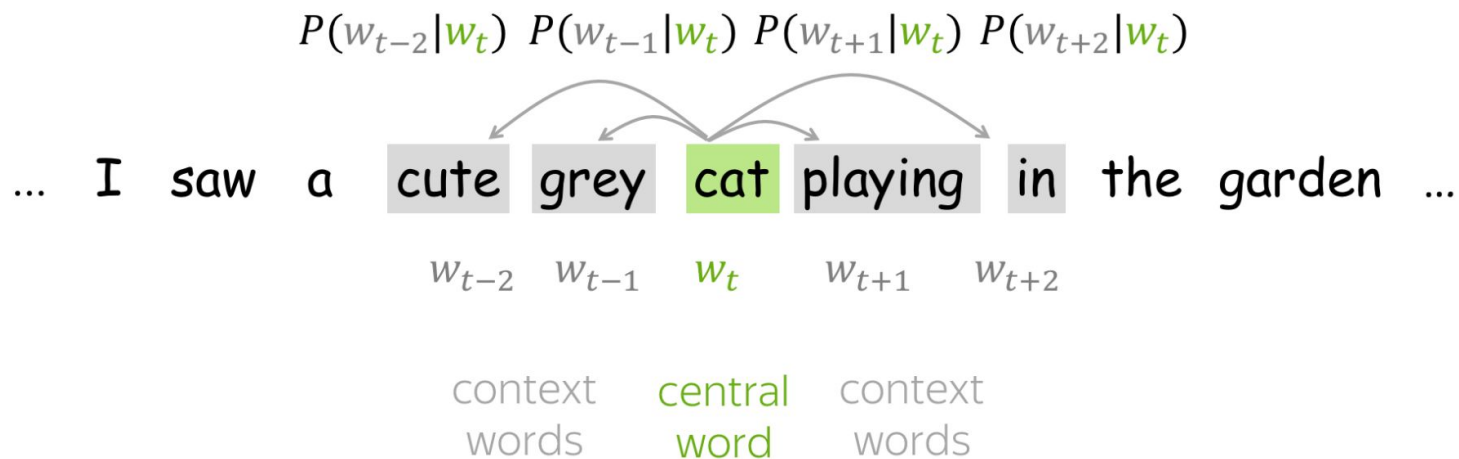 P(w_{t-2}|w_t) P(w_{t-1}|w_t) P(w_{t+1}|w_t) P(w_{t+2}|w_t)
... I saw a cute grey cat playing in the garden ...
w_{t-2} w_{t-1} w_t w_{t+1} w_{t+2}
context central context
words word words